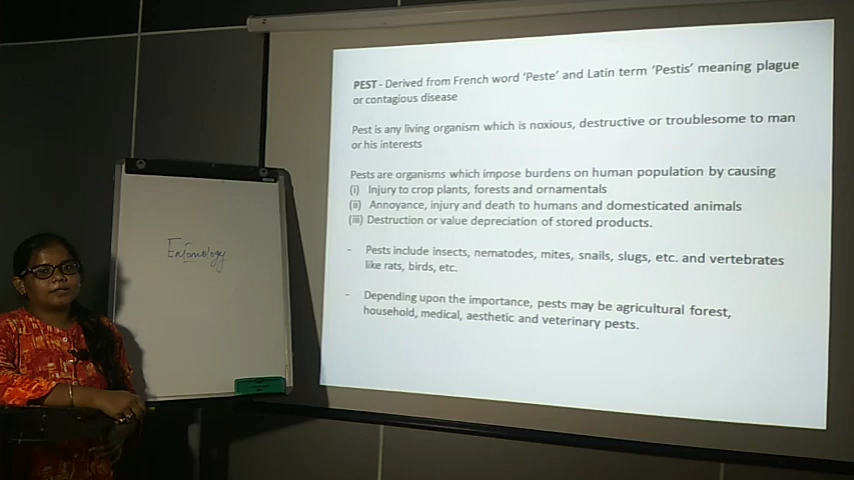 PEST - Derived from French word 'Peste' and Latin term 'Pestis' meaning plague
or contagious disease
Pest is any living organism which is noxious, destructive or troublesome to man
or his interests
Pests are organisms which impose burdens on human population by causing
(i) Injury to crop plants, forests and ornamentals
(ii) Annoyance, injury and death to humans and domesticated animals
(iii) Destruction or value depreciation of stored products.
- Pests include insects, nematodes, mites, snails, slugs, etc. and vertebrates
like rats, birds, etc.
- Depending upon the importance, pests may be agricultural forest,
household, medical, aesthetic and veterinary pests.
Entomology